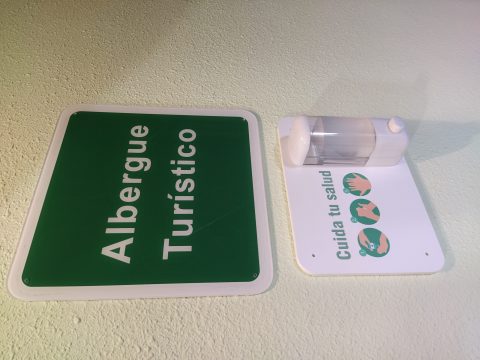 Albergue
Turístico
Cuida tu salud